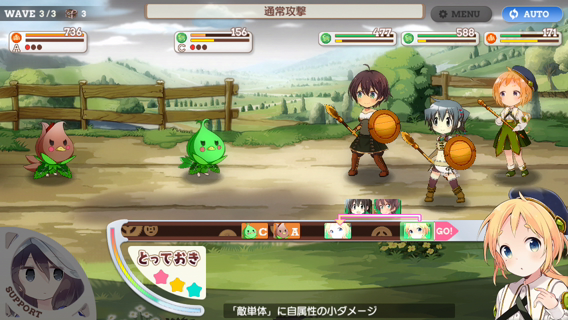 WAVE 3/3 3
通常攻撃
MENU
AUTO
736
A
156
C
477
588
171
C A
GO!
とっておき
SUPPORT
「敵単体」に自属性の小ダメージ